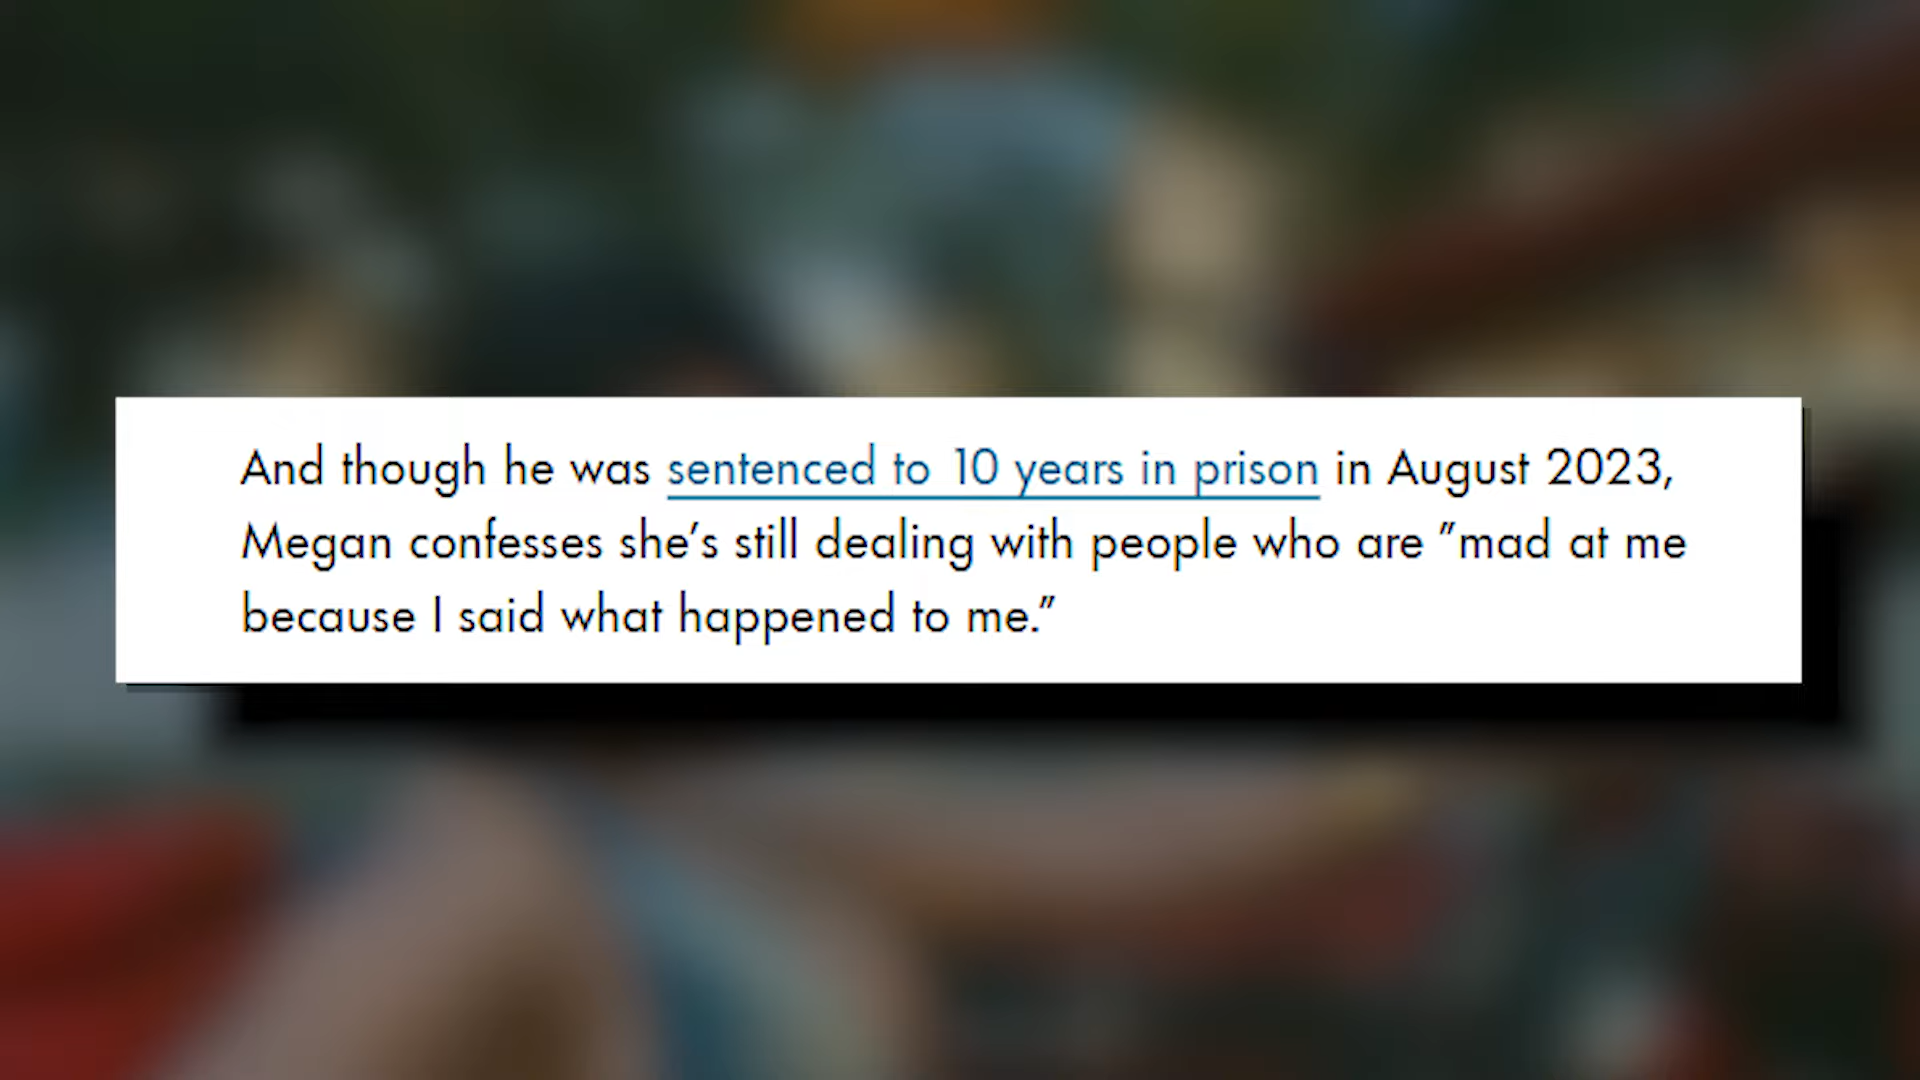 And though he was sentenced to 10 years in prison in August 2023,
Megan confesses she’s still dealing with people who are ”mad at me
because I said what happened to me.”